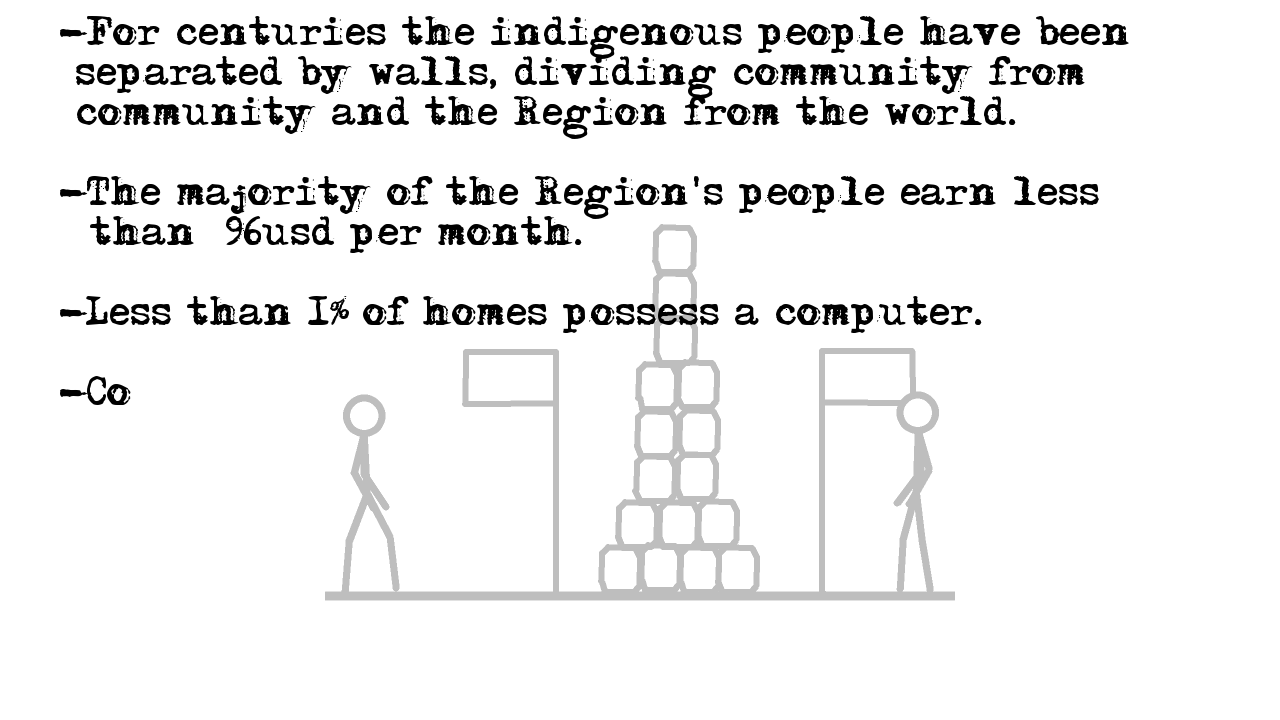 -For centuries the indigenous people have been
separated by walls, dividing community from
community and the Region from the world.
-The majority of the Region's people earn less
than 96usd per month.
-Less than 1% of homes possess a computer.
-Co